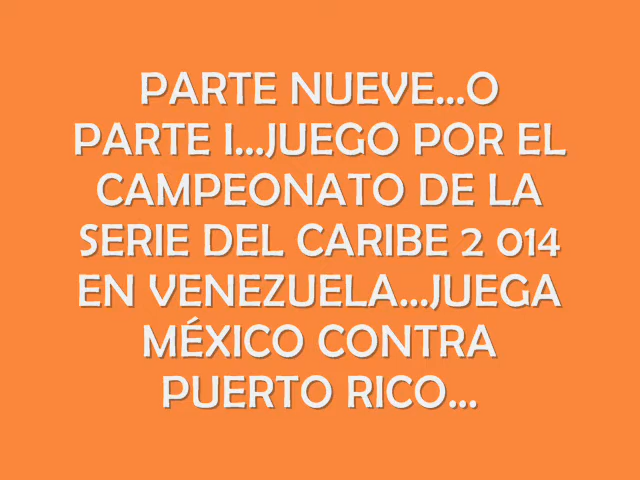 PARTE NUEVE...O
PARTE I...JUEGO POR EL
CAMPEONATO DE LA
SERIE DEL CARIBE 2 014
EN VENEZUELA...JUEGA
MÉXICO CONTRA
PUERTO RICO...